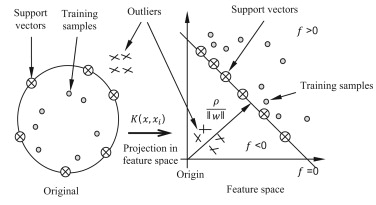 Support
vectors
Training
samples
Outliers
Support vectors
f >0
Training samples
K(x, x_i)
Projection in
feature space
ρ
‖w‖
f <0
f =0
Origin
Original
Feature space